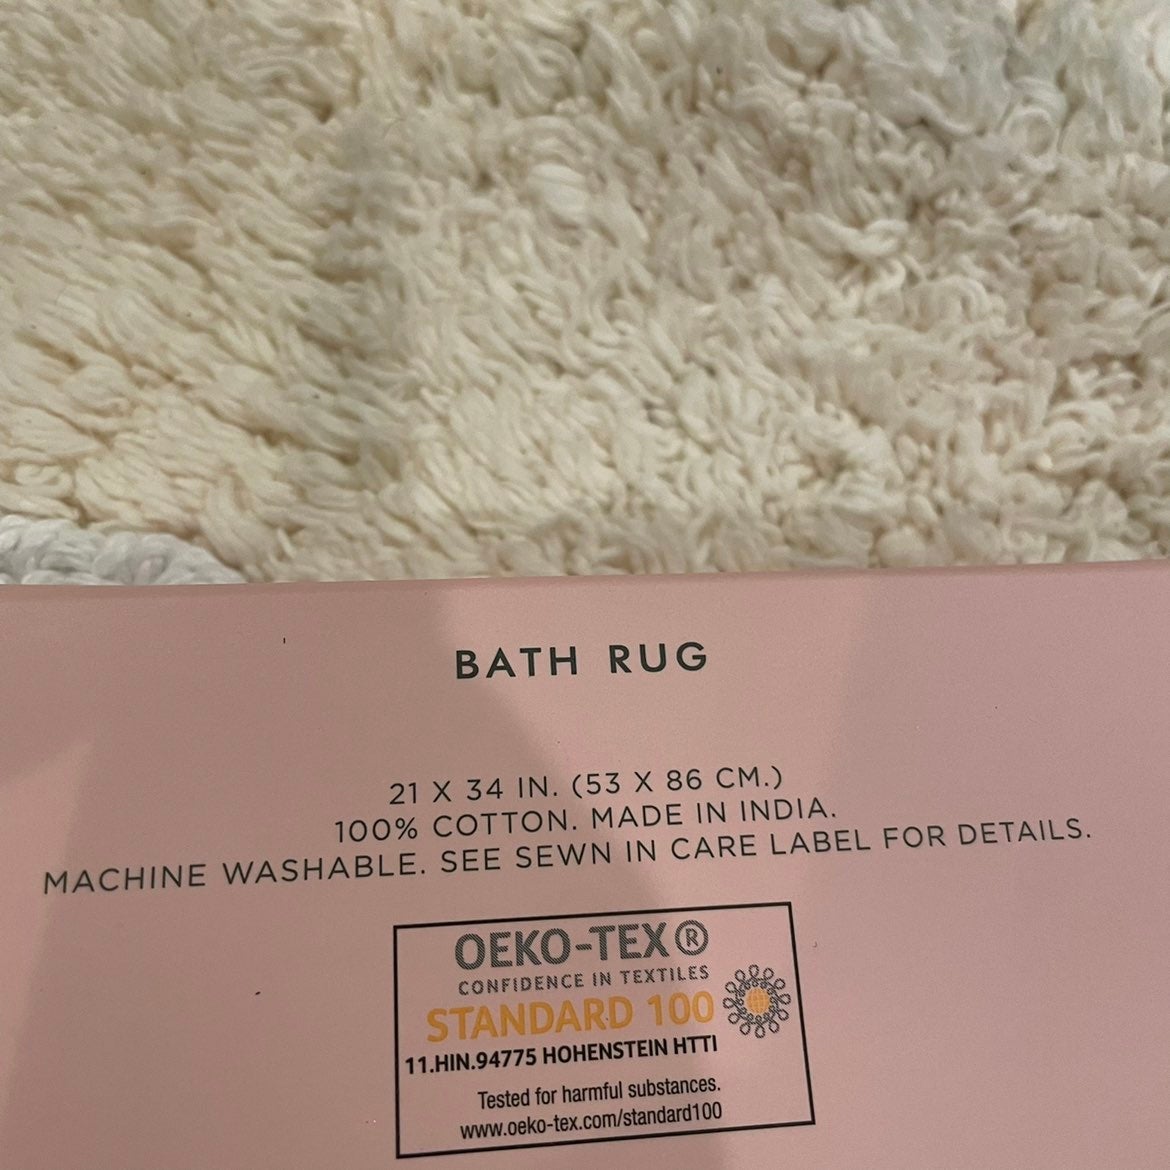 BATH RUG
21 X 34 IN. (53 X 86 CM.)
100% COTTON. MADE IN INDIA.
MACHINE WASHABLE. SEE SEWN IN CARE LABEL FOR DETAILS.
OEKO-TEX®
CONFIDENCE IN TEXTILES
STANDARD 100
11.HIN.94775 HOHENSTEIN HTTI
Tested for harmful substances.
www.oeko-tex.com/standard100